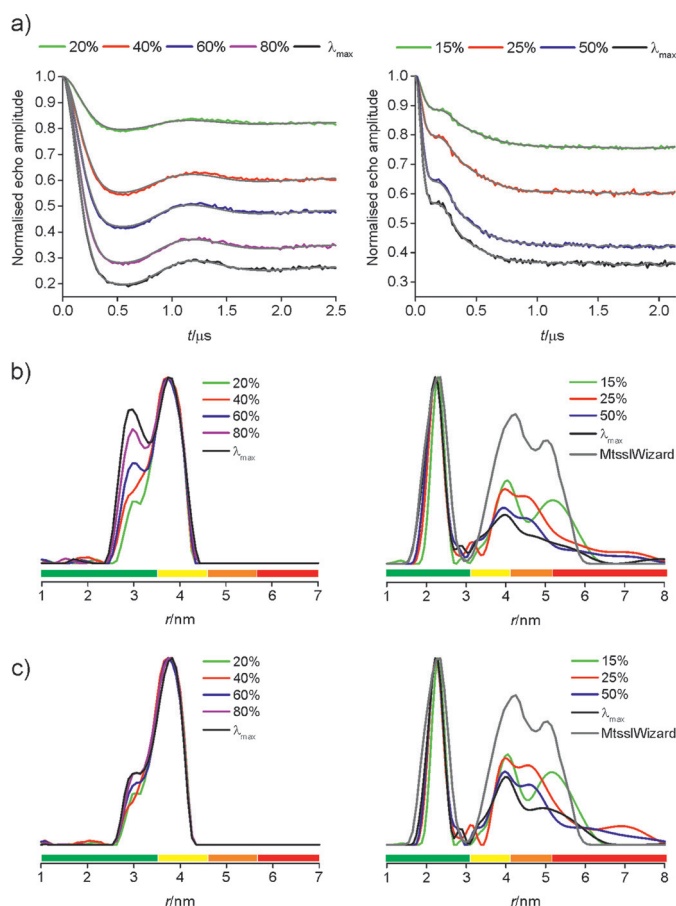 a)
20% 40% 60% 80% λmax
15% 25% 50% λmax
Normalised echo amplitude
1.0
0.9
0.8
0.7
0.6
0.5
0.4
0.3
0.2
0.0 0.5 1.0 1.5 2.0 2.5
t/μs
Normalised echo amplitude
1.0
0.9
0.8
0.7
0.6
0.5
0.4
0.3
0.0 0.5 1.0 1.5 2.0
t/μs
b)
20%
40%
60%
80%
λmax
1 2 3 4 5 6 7
r/nm
15%
25%
50%
λmax
MtsslWizard
1 2 3 4 5 6 7 8
r/nm
c)
20%
40%
60%
80%
λmax
1 2 3 4 5 6 7
r/nm
15%
25%
50%
λmax
MtsslWizard
1 2 3 4 5 6 7 8
r/nm